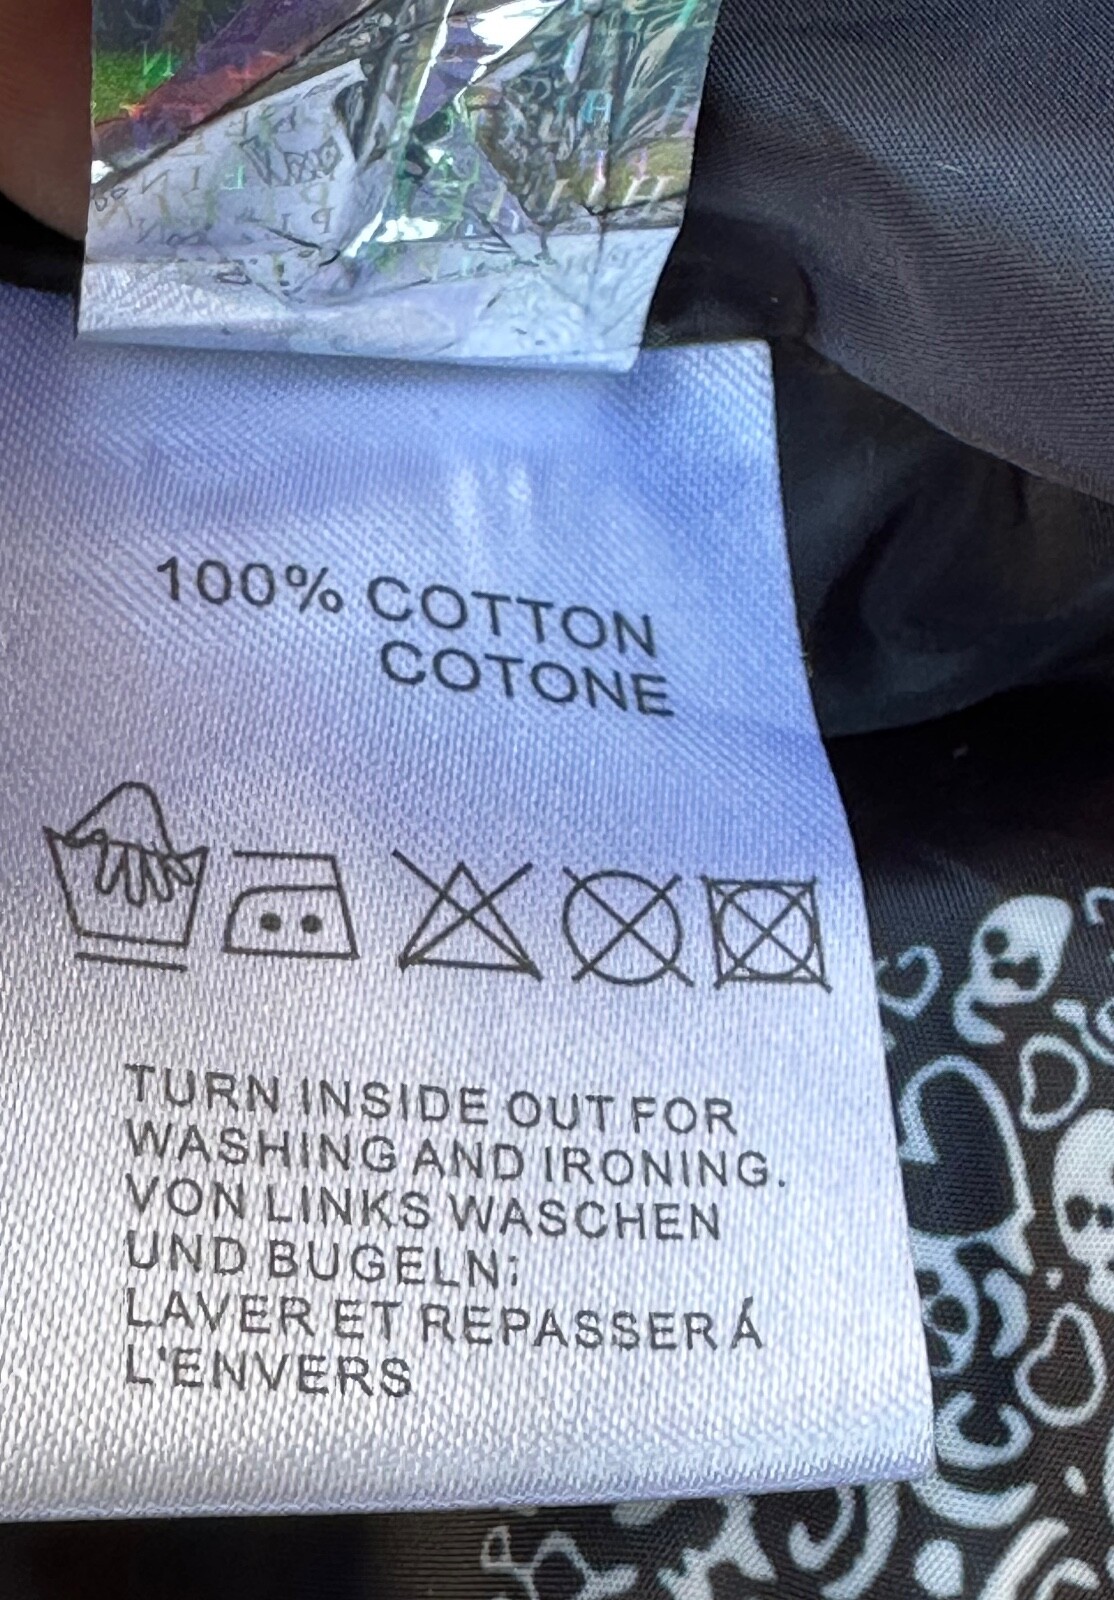 100% COTTON
COTONE
TURN INSIDE OUT FOR
WASHING AND IRONING.
VON LINKS WASCHEN
UND BUGELN;
LAVER ET REPASSER Á
L'ENVERS